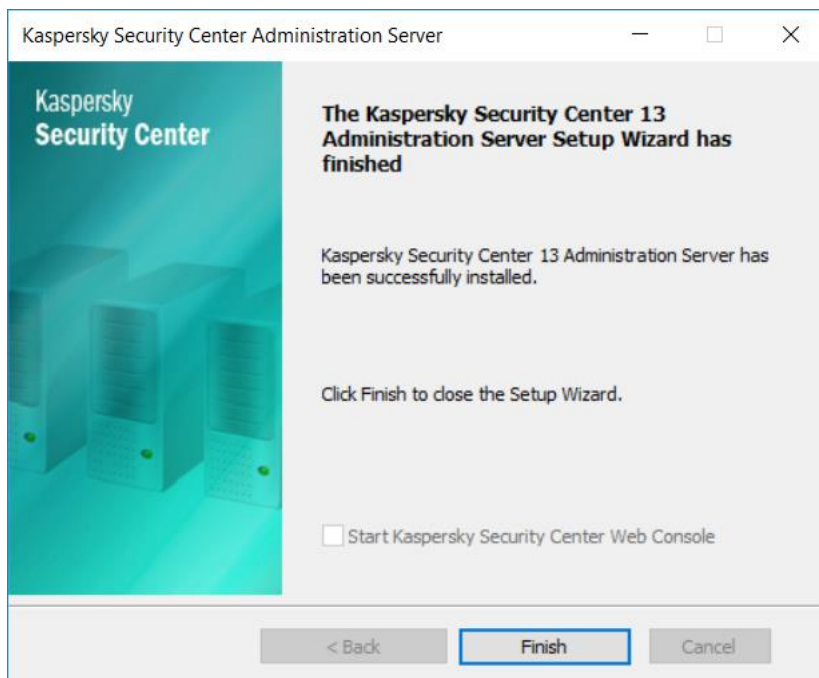 Kaspersky Security Center Administration Server
Kaspersky
Security Center
The Kaspersky Security Center 13
Administration Server Setup Wizard has
finished
Kaspersky Security Center 13 Administration Server has
been successfully installed.
Click Finish to close the Setup Wizard.
Start Kaspersky Security Center Web Console
< Back
Finish
Cancel